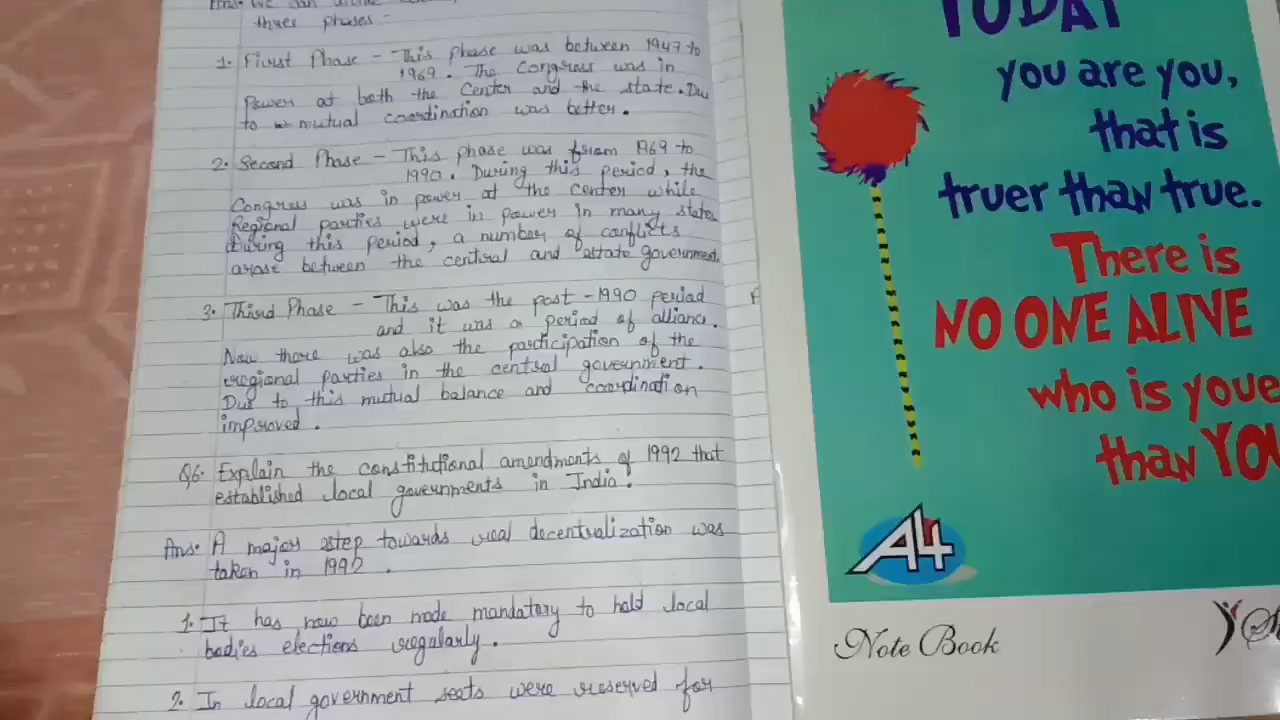 Ans. We can divide
three phases -
1. First Phase - This phase was between 1947 to
1969. The Congress was in
Power at both the Center and the state. Due
to mutual coordination was better.
2. Second Phase - This phase was from 1969 to
1990. During this period, the
Congress was in power at the center while
Regional parties were in power in many states
During this period, a number of conflicts
arose between the central and state government.
3. Third Phase - This was the post-1990 period
and it was a period of alliance.
Now there was also the participation of the
regional parties in the central government.
Due to this mutual balance and coordination
improved.
Q6. Explain the constitutional amendments of 1992 that
established local governments in India?
Ans. A major step towards real decentralization was
taken in 1992.
1. It has now been made mandatory to hold local
bodies elections regularly.
2. In local government seats were reserved for
TODAY
you are you,
that is
truer than true.
There is
NO ONE ALIVE
who is youe
than YOU
A4
Note Book